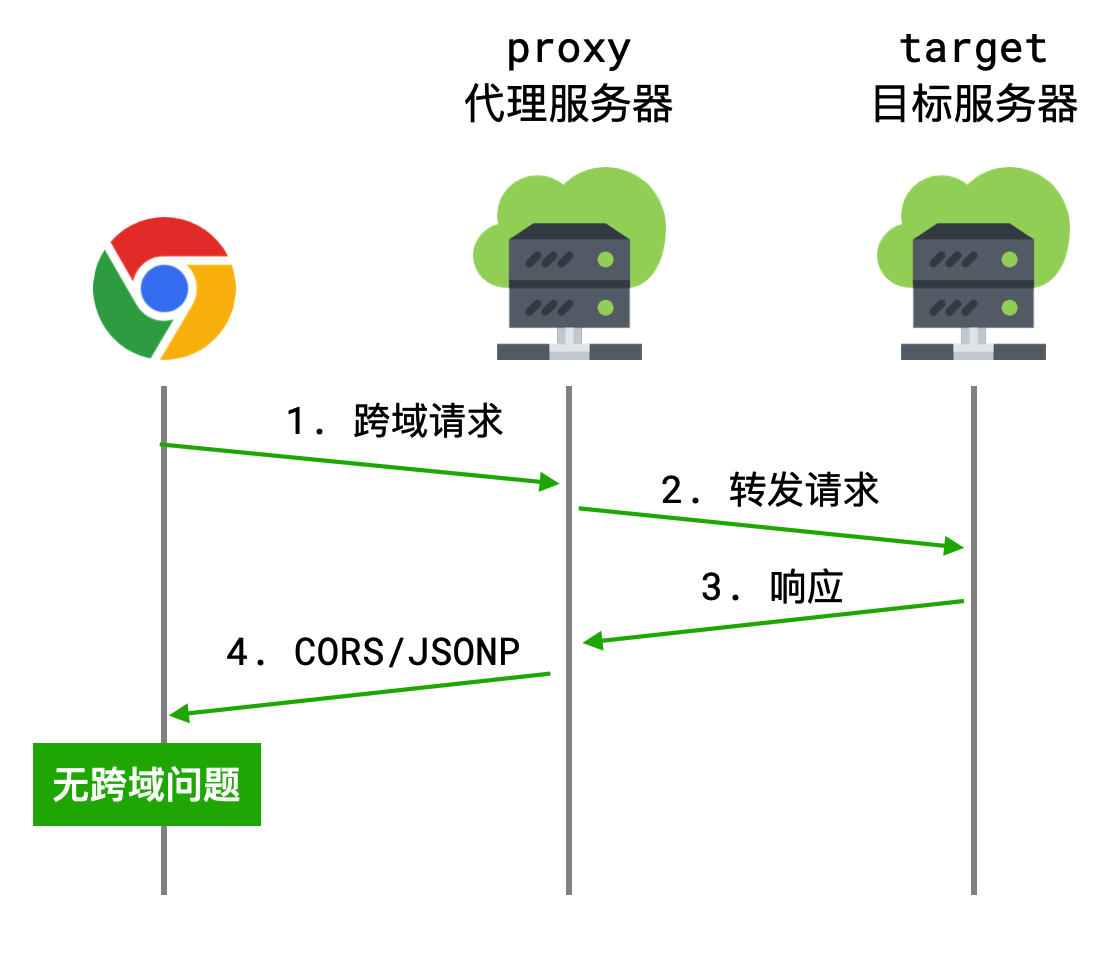 proxy
代理服务器
target
目标服务器
1. 跨域请求
2. 转发请求
3. 响应
4. CORS/JSONP
无跨域问题